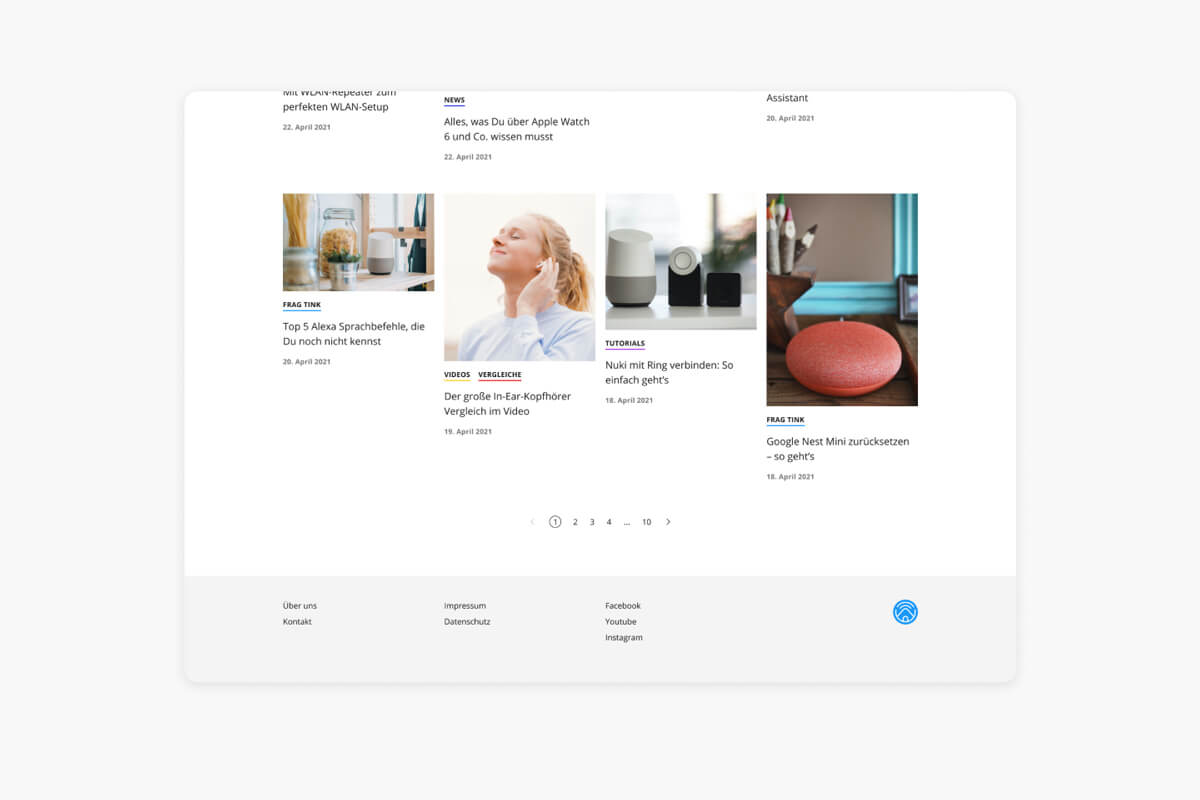 Mit WLAN-Repeater zum
perfekten WLAN-Setup
22. April 2021
NEWS
Alles, was Du über Apple Watch
6 und Co. wissen musst
22. April 2021
Assistant
20. April 2021
FRAG TINK
Top 5 Alexa Sprachbefehle, die
Du noch nicht kennst
20. April 2021
VIDEOS VERGLEICHE
Der große In-Ear-Kopfhörer
Vergleich im Video
19. April 2021
TUTORIALS
Nuki mit Ring verbinden: So
einfach geht's
18. April 2021
FRAG TINK
Google Nest Mini zurücksetzen
– so geht's
18. April 2021
1 2 3 4 ... 10
Über uns
Kontakt
Impressum
Datenschutz
Facebook
Youtube
Instagram